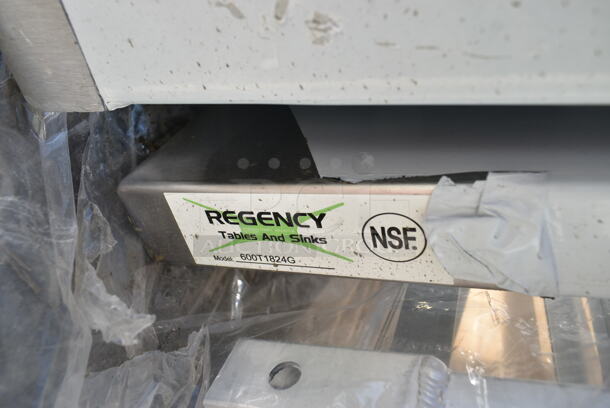 REGENCY
Tables And Sinks
Model: 600T1824G
NSF